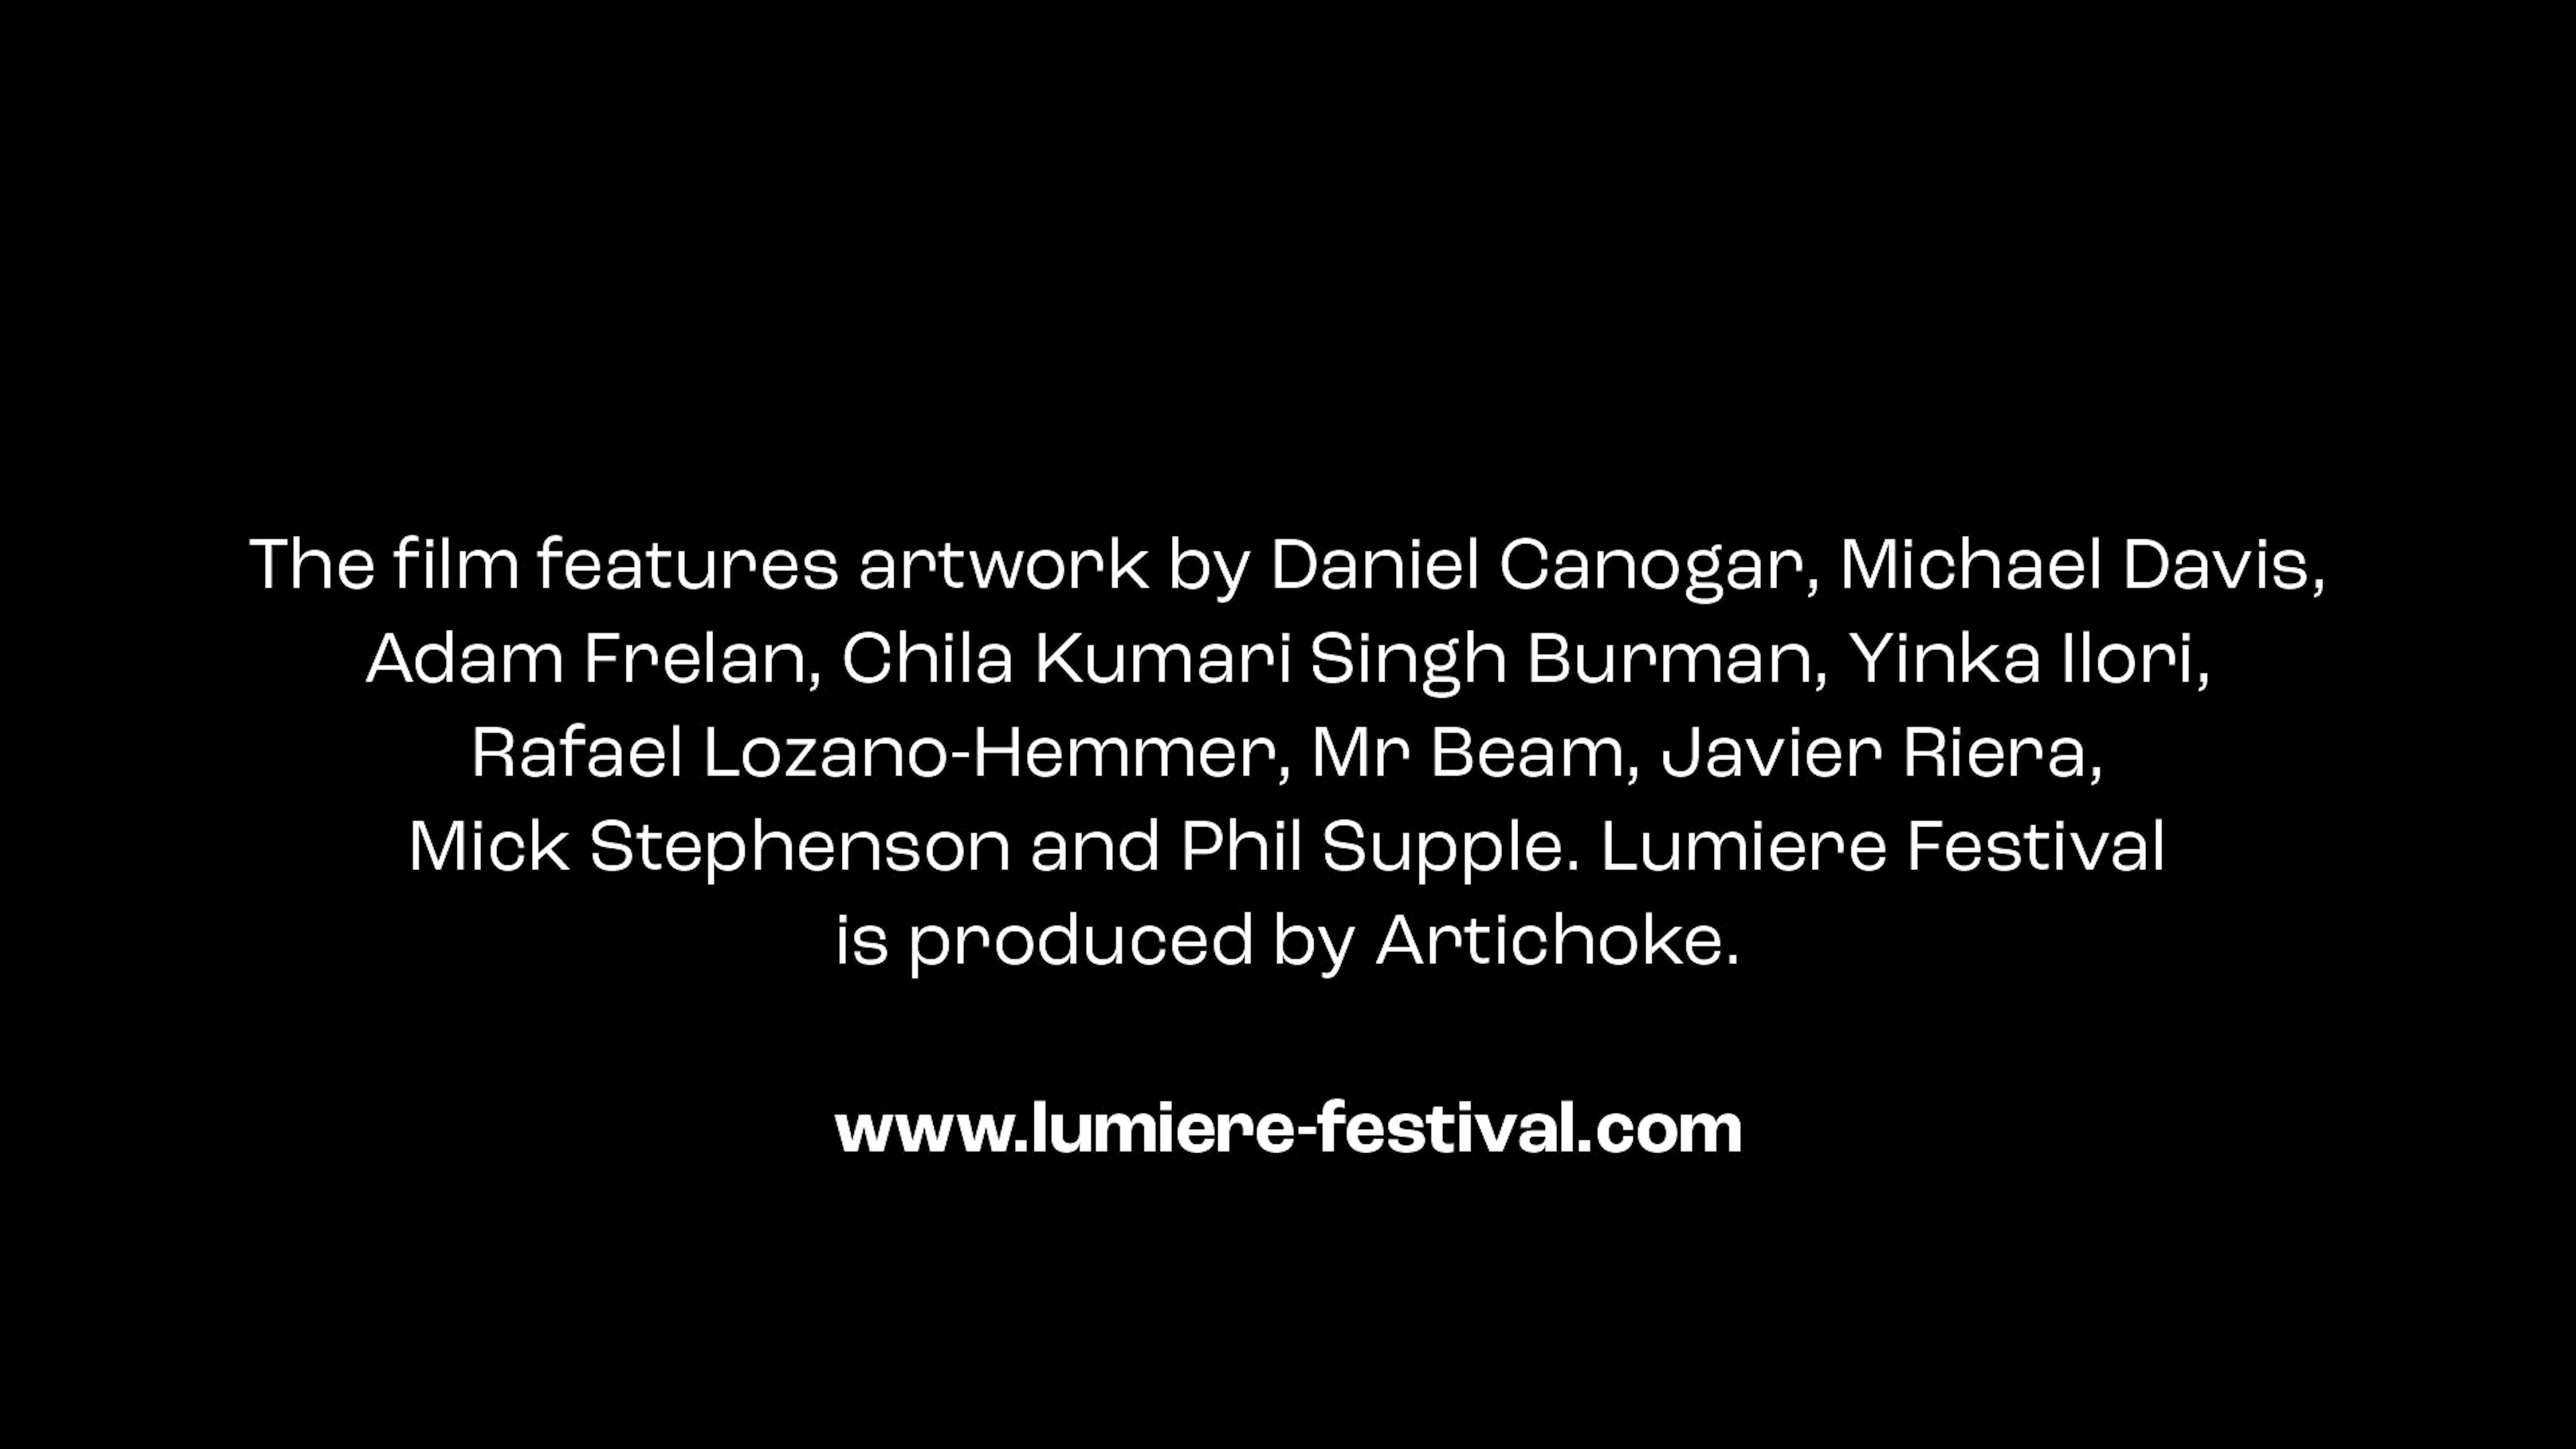 The film features artwork by Daniel Canogar, Michael Davis,
Adam Frelan, Chila Kumari Singh Burman, Yinka Ilori,
Rafael Lozano-Hemmer, Mr Beam, Javier Riera,
Mick Stephenson and Phil Supple. Lumiere Festival
is produced by Artichoke.
www.lumiere-festival.com